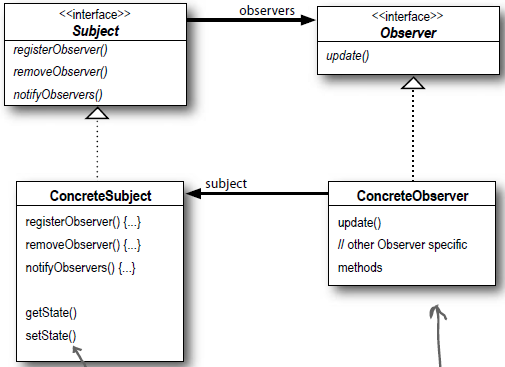 <<interface>>
Subject
registerObserver()
removeObserver()
notifyObservers()
observers
<<interface>>
Observer
update()
ConcreteSubject
registerObserver() {...}
removeObserver() {...}
notifyObservers() {...}
getState()
setState()
subject
ConcreteObserver
update()
// other Observer specific
methods